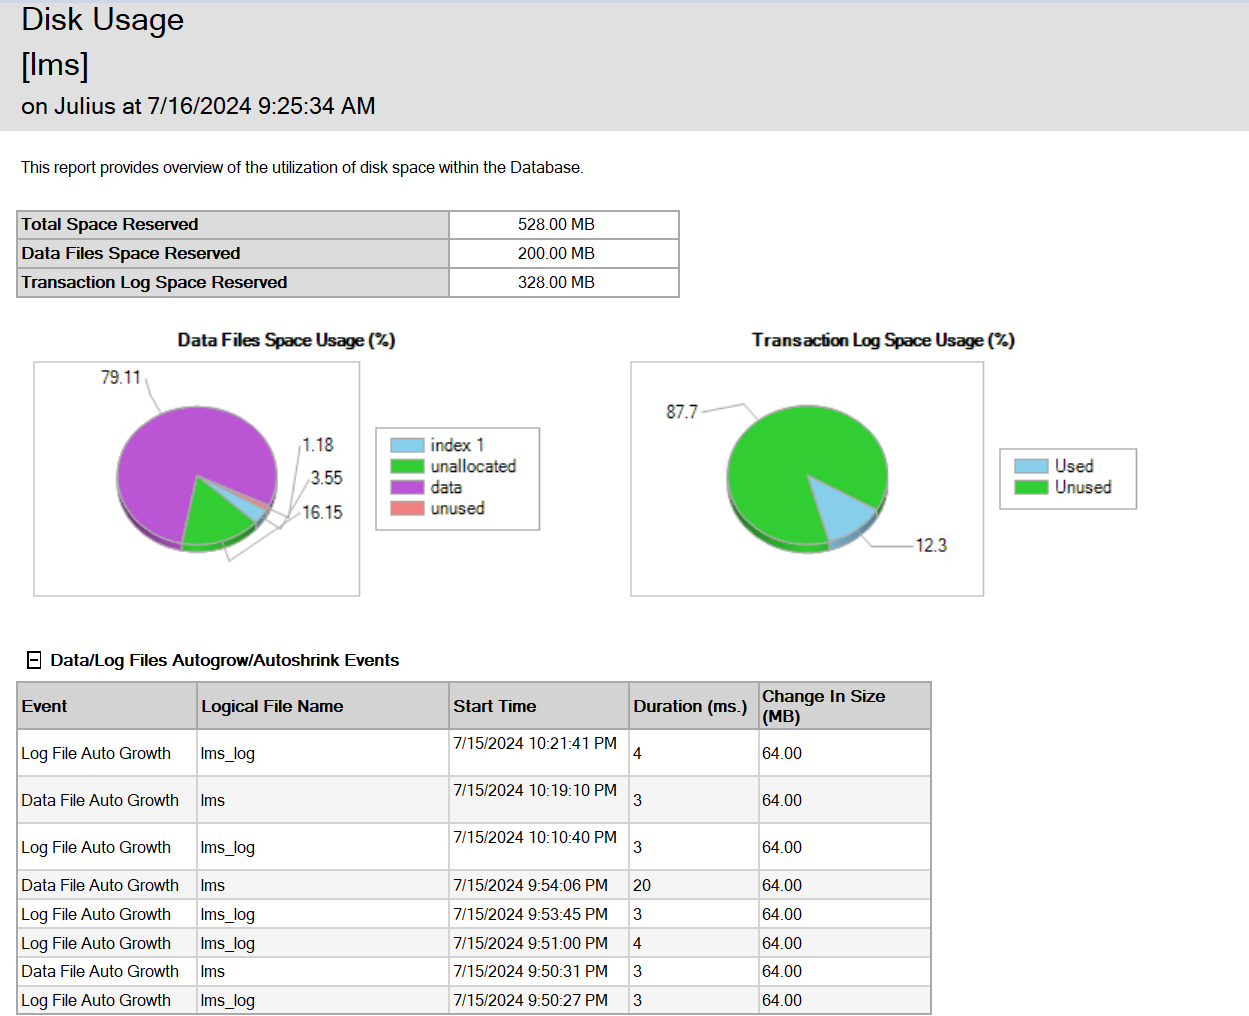 Disk Usage
[lms]
on Julius at 7/16/2024 9:25:34 AM
This report provides overview of the utilization of disk space within the Database.
Total Space Reserved 528.00 MB
Data Files Space Reserved 200.00 MB
Transaction Log Space Reserved 328.00 MB
Data Files Space Usage (%)
79.11
1.18
3.55
16.15
index 1
unallocated
data
unused
Transaction Log Space Usage (%)
87.7
12.3
Used
Unused
Data/Log Files Autogrow/Autoshrink Events
Event Logical File Name Start Time Duration (ms.) Change In Size
(MB)
Log File Auto Growth lms_log 7/15/2024 10:21:41 PM 4 64.00
Data File Auto Growth lms 7/15/2024 10:19:10 PM 3 64.00
Log File Auto Growth lms_log 7/15/2024 10:10:40 PM 3 64.00
Data File Auto Growth lms 7/15/2024 9:54:06 PM 20 64.00
Log File Auto Growth lms_log 7/15/2024 9:53:45 PM 3 64.00
Log File Auto Growth lms_log 7/15/2024 9:51:00 PM 4 64.00
Data File Auto Growth lms 7/15/2024 9:50:31 PM 3 64.00
Log File Auto Growth lms_log 7/15/2024 9:50:27 PM 3 64.00